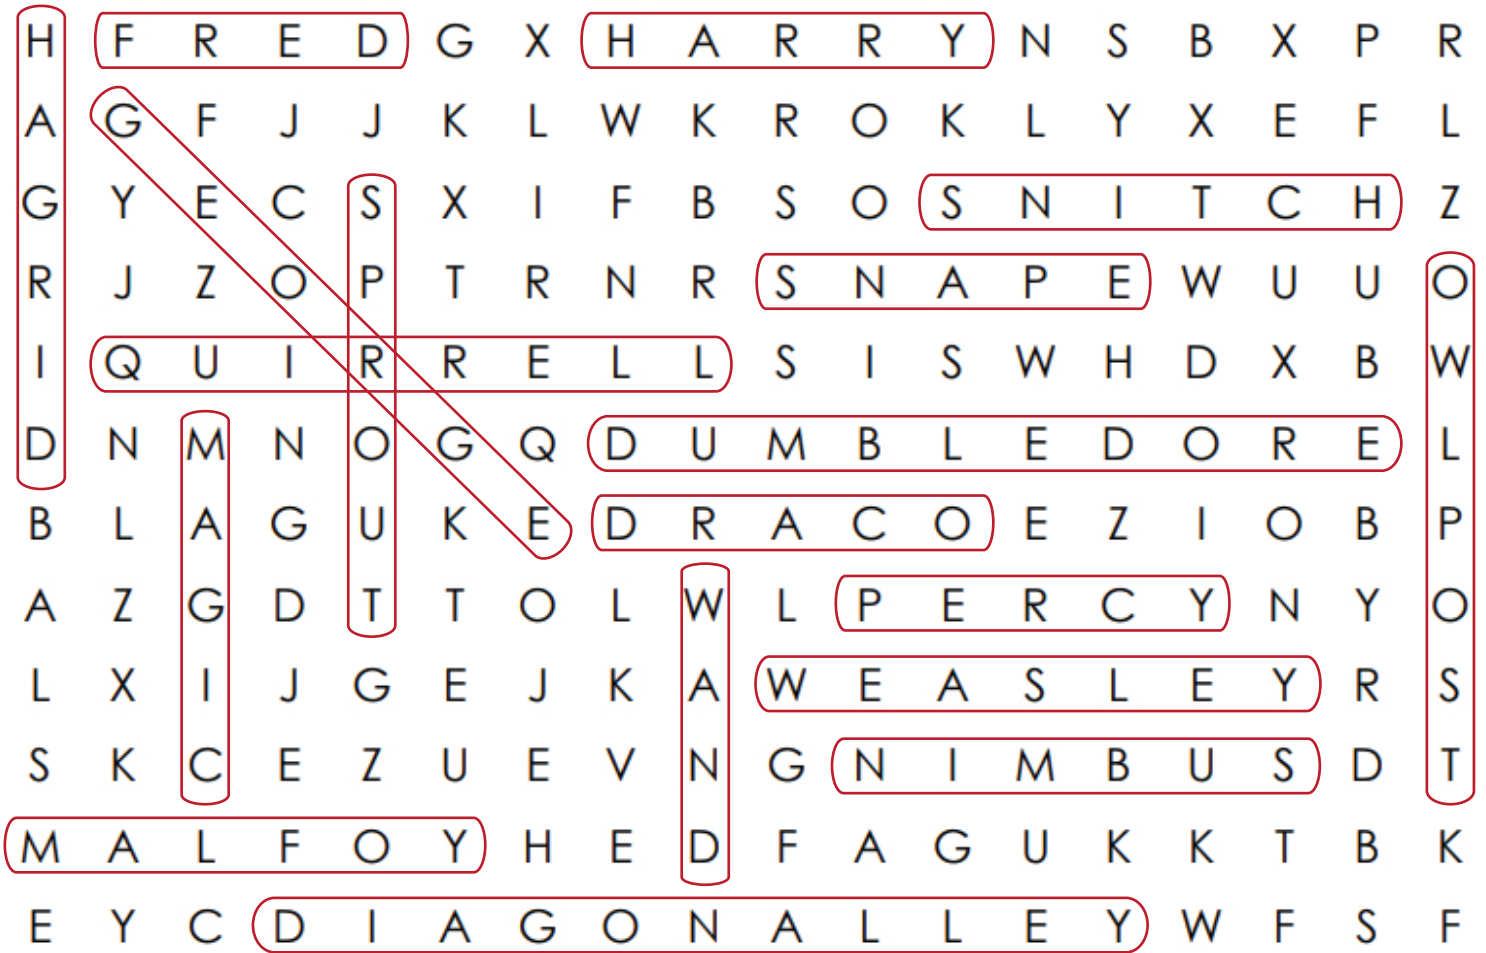 H F R E D G X H A R R Y N S B X P R
A G F J J K L W K R O K L Y X E F L
G Y E C S X I F B S O S N I T C H Z
R J Z O P T R N R S N A P E W U U O
I Q U I R R E L L S I S W H D X B W
D N M N O G Q D U M B L E D O R E L
B L A G U K E D R A C O E Z I O B P
A Z G D T T O L W L P E R C Y N Y O
L X I J G E J K A W E A S L E Y R S
S K C E Z U E V N G N I M B U S D T
M A L F O Y H E D F A G U K K T B K
E Y C D I A G O N A L L E Y W F S F